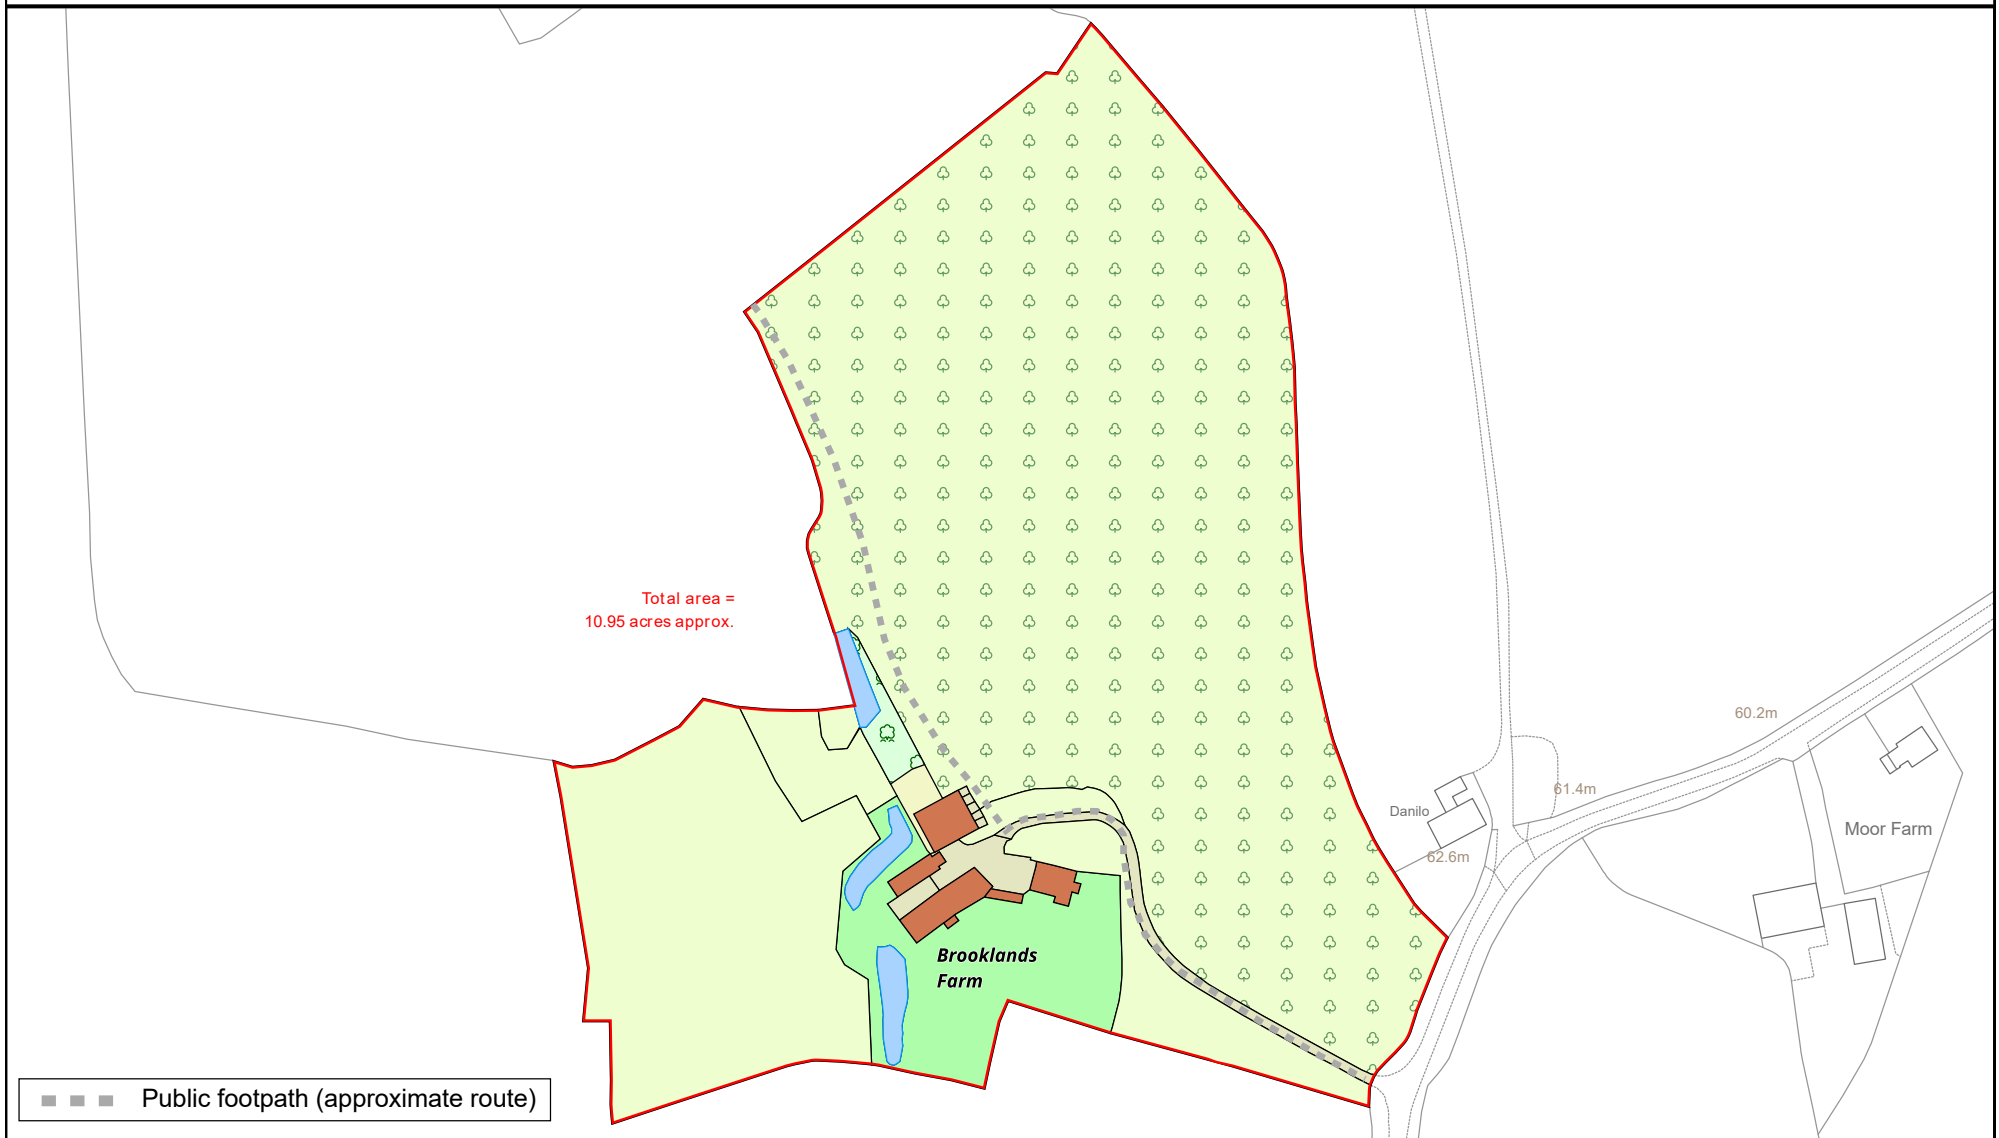 Total area =
10.95 acres approx.
60.2m
61.4m
Danilo
Moor Farm
62.6m
Brooklands
Farm
Public footpath (approximate route)